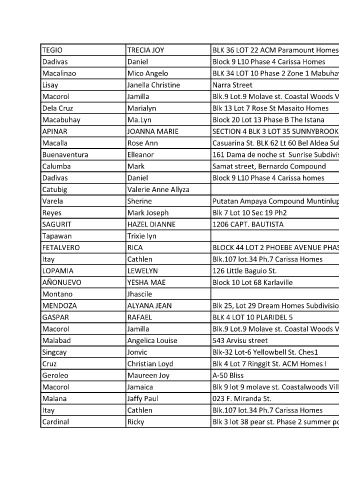 TEGIO TRECIA JOY BLK 36 LOT 22 ACM Paramount Homes
Dadivas Daniel Block 9 L10 Phase 4 Carissa Homes
Macalinao Mico Angelo BLK 34 LOT 10 Phase 2 Zone 1 Mabuhay
Lisay Janella Christine Narra Street
Macorol Jamilla Blk.9 Lot.9 Molave st. Coastal Woods V
Dela Cruz Marialyn Blk 13 Lot 7 Rose St Masaito Homes
Macabuhay Ma.Lyn Block 20 Lot 13 Phase B The Istana
APINAR JOANNA MARIE SECTION 4 BLK 3 LOT 35 SUNNYBROOK
Macalla Rose Ann Casuarina St. BLK 62 Lt 60 Bel Aldea Sub
Buenaventura Elleanor 161 Dama de noche st Sunrise Subdivis
Calumba Mark Samat street, Bernardo Compound
Dadivas Daniel Block 9 L10 Phase 4 Carissa homes
Catubig Valerie Anne Allyza
Varela Sherine Putatan Ampaya Compound Muntinlup
Reyes Mark Joseph Blk 7 Lot 10 Sec 19 Ph2
SAGURIT HAZEL DIANNE 1206 CAPT. BAUTISTA
Tapawan Trixie lyn
FETALVERO RICA BLOCK 44 LOT 2 PHOEBE AVENUE PHAS
Itay Cathlen Blk.107 lot.34 Ph.7 Carissa Homes
LOPAMIA LEWELYN 126 Little Baguio St.
AÑONUEVO YESHA MAE Block 10 Lot 68 Karlaville
Montano Jhascile
MENDOZA ALYANA JEAN Blk 25, Lot 29 Dream Homes Subdivisio
GASPAR RAFAEL BLK 4 LOT 10 PLARIDEL 5
Macorol Jamilla Blk.9 Lot.9 Molave st. Coastal Woods V
Malabad Angelica Louise 543 Arvisu street
Singcay Jonvic Blk-32 Lot-6 Yellowbell St. Ches1
Cruz Christian Loyd Blk 4 Lot 7 Ringgit St. ACM Homes I
Geroleo Maureen Joy A-50 Bliss
Macorol Jamaica Blk 9 lot 9 molave st. Coastalwoods Vill
Malana Jaffy Paul 023 F. Miranda St.
Itay Cathlen Blk.107 lot.34 Ph.7 Carissa Homes
Cardinal Ricky Blk 3 lot 38 pear st. Phase 2 summer po